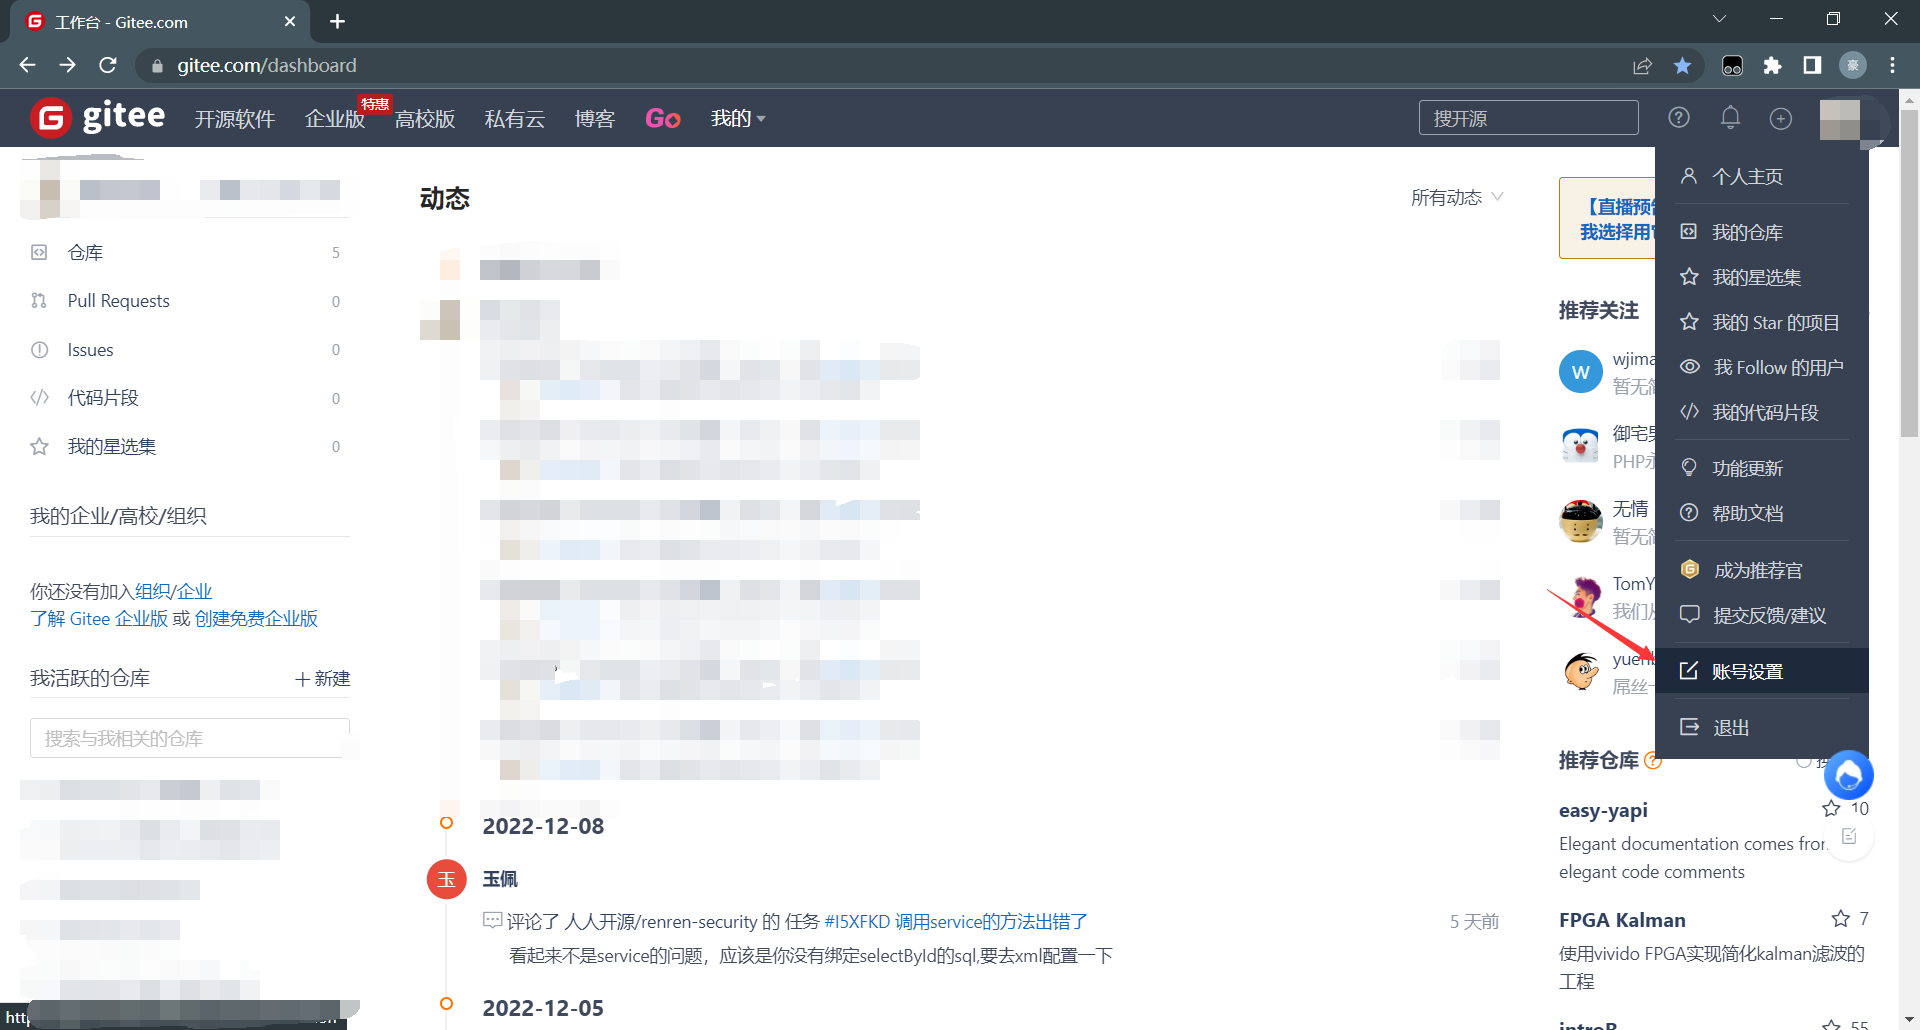 工作台 - Gitee.com
gitee.com/dashboard
豪
gitee
开源软件
企业版
特惠
高校版
私有云
博客
Go
我的
搜开源
仓库 5
Pull Requests 0
Issues 0
代码片段 0
我的星选集 0
我的企业/高校/组织
你还没有加入组织/企业
了解 Gitee 企业版 或 创建免费企业版
我活跃的仓库
新建
搜索与我相关的仓库
动态
所有动态
2022-12-08
玉
玉佩
评论了 人人开源/renren-security 的 任务 #I5XFKD 调用service的方法出错了
5 天前
看起来不是service的问题，应该是你没有绑定selectById的sql,要去xml配置一下
2022-12-05
【直播预告
我选择用
推荐关注
W
wjima
暂无简
御宅男
PHP永
无情
暂无简
TomY
我们从
yuenb
屌丝一
推荐仓库
easy-yapi
10
Elegant documentation comes from
elegant code comments
FPGA Kalman
7
使用vivido FPGA实现简化kalman滤波的
工程
introR
55
个人主页
我的仓库
我的星选集
我的 Star 的项目
我 Follow 的用户
我的代码片段
功能更新
帮助文档
成为推荐官
提交反馈/建议
账号设置
退出